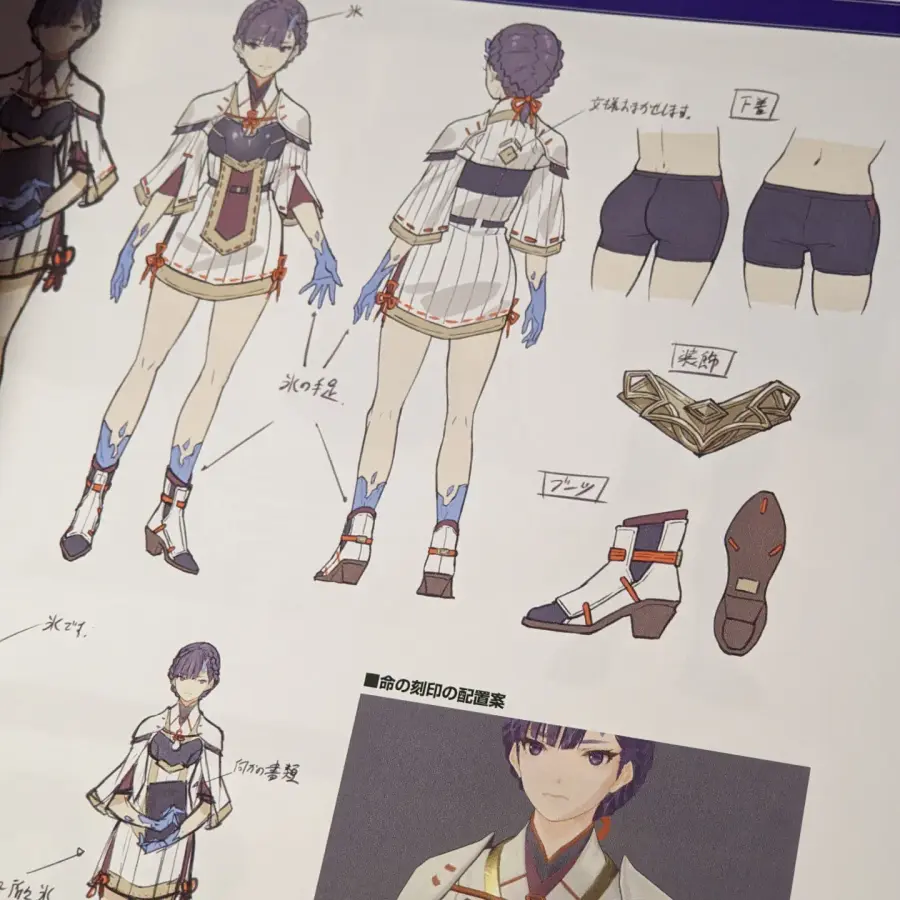 氷
文様おまかせします。
下着
氷の手足
装飾
ブーツ
氷です。
■命の刻印の配置案
何かの書類
氷